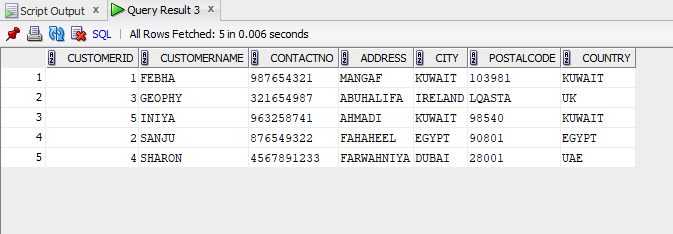 Script Output x Query Result 3 x
SQL | All Rows Fetched: 5 in 0.006 seconds
CUSTOMERID CUSTOMERNAME CONTACTNO ADDRESS CITY POSTALCODE COUNTRY
1 1 FEBHA 987654321 MANGAF KUWAIT 103981 KUWAIT
2 3 GEOPHY 321654987 ABUHALIFA IRELAND LQASTA UK
3 5 INIYA 963258741 AHMADI KUWAIT 98540 KUWAIT
4 2 SANJU 876549322 FAHAHEEL EGYPT 90801 EGYPT
5 4 SHARON 4567891233 FARWAHNIYA DUBAI 28001 UAE